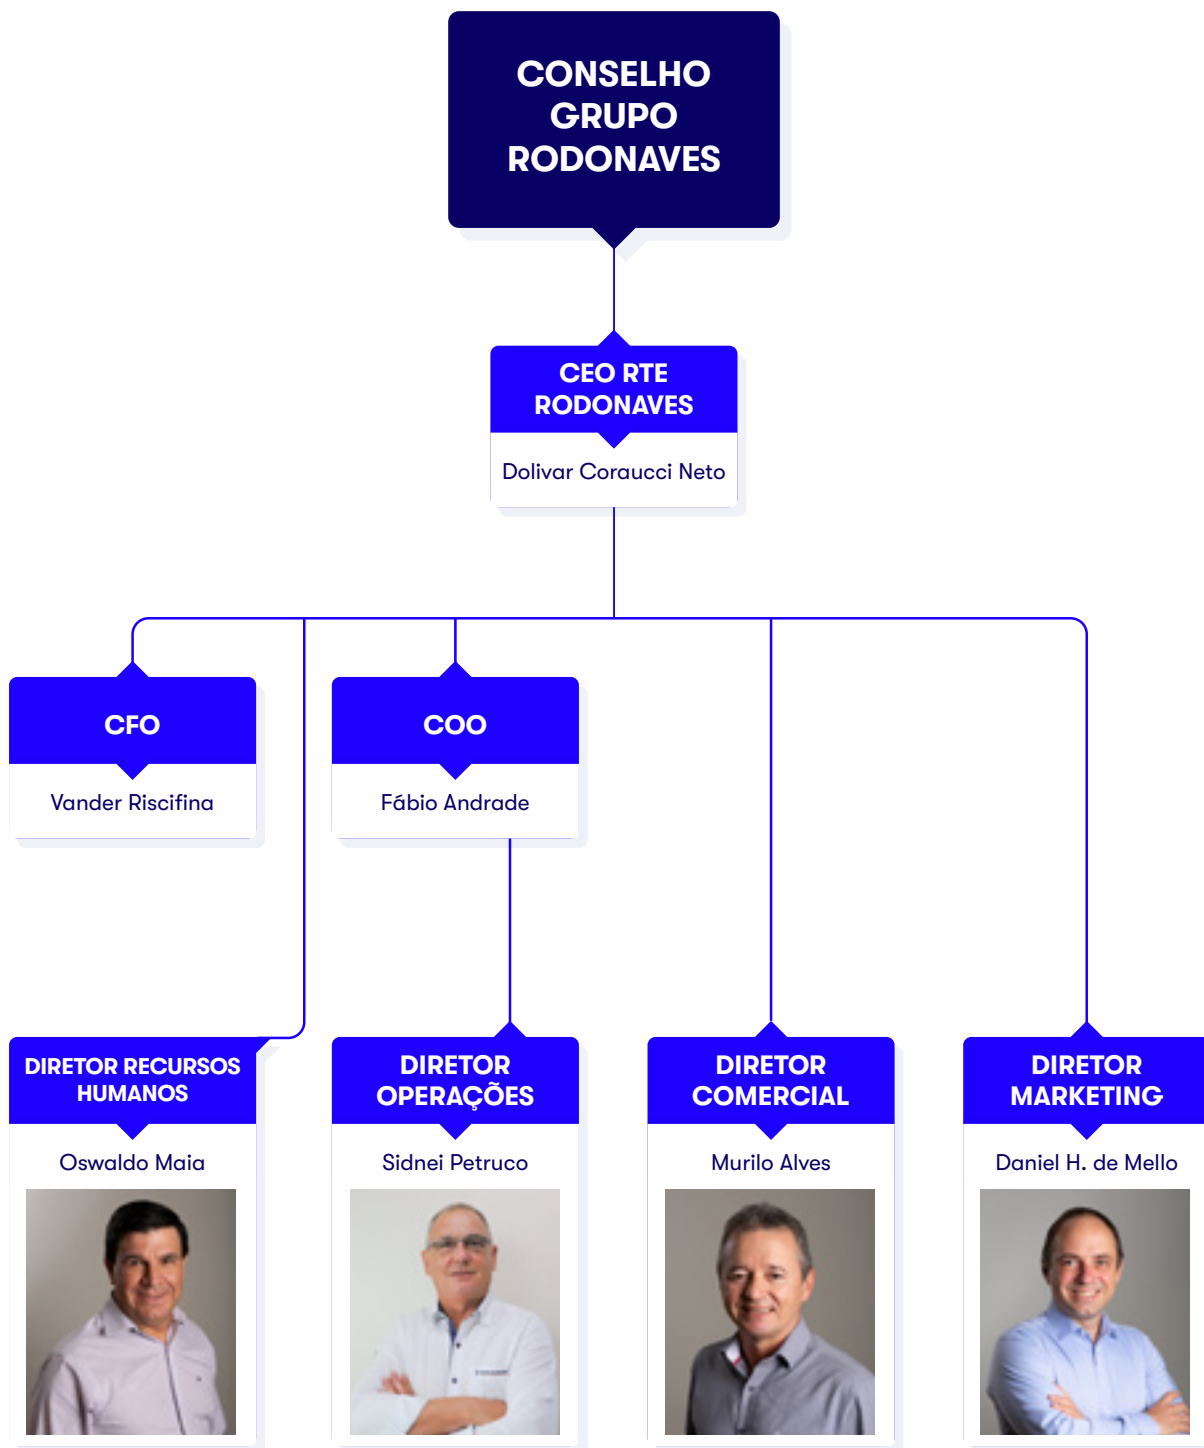 CONSELHO
GRUPO
RODONAVES
CEO RTE
RODONAVES
Dolivar Coraucci Neto
CFO
Vander Riscifina
COO
Fábio Andrade
DIRETOR RECURSOS
HUMANOS
Oswaldo Maia
DIRETOR
OPERAÇÕES
Sidnei Petruco
DIRETOR
COMERCIAL
Murilo Alves
DIRETOR
MARKETING
Daniel H. de Mello